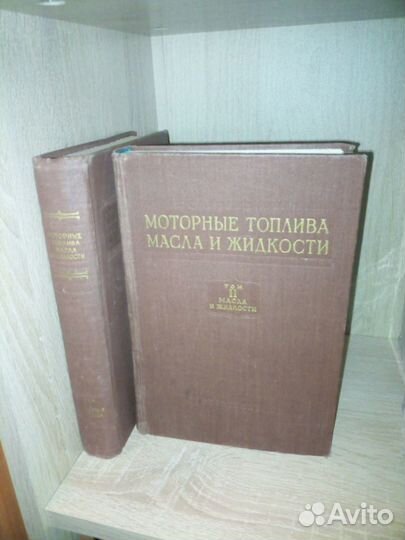 МОТОРНЫЕ
ТОПЛИВА
МАСЛА
И ЖИДКОСТИ
МОТОРНЫЕ ТОПЛИВА
МАСЛА И ЖИДКОСТИ
ТОМ
II
МАСЛА
И ЖИДКОСТИ
Avito